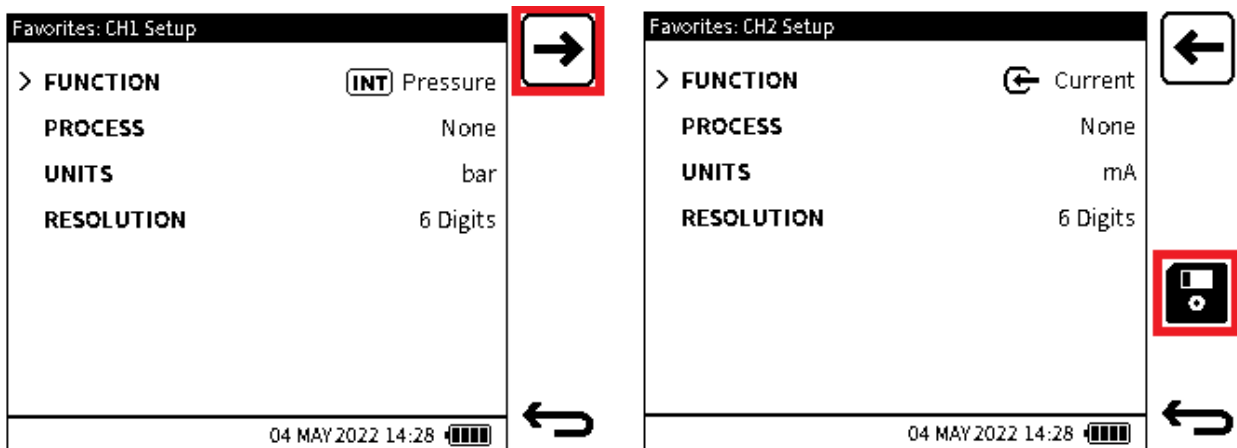 Favorites: CH1 Setup
> FUNCTION INT Pressure
PROCESS None
UNITS bar
RESOLUTION 6 Digits
04 MAY 2022 14:28
Favorites: CH2 Setup
> FUNCTION Current
PROCESS None
UNITS mA
RESOLUTION 6 Digits
04 MAY 2022 14:28